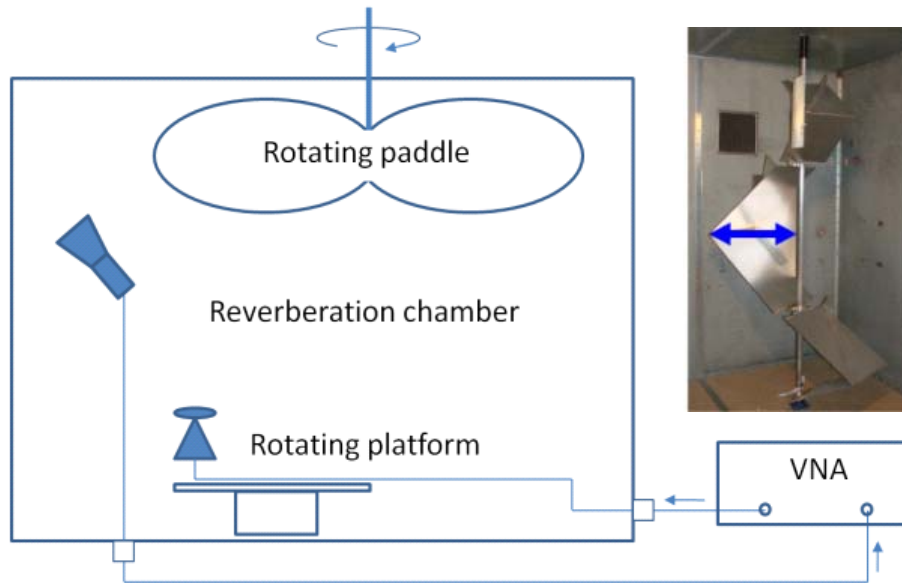 Rotating paddle
Reverberation chamber
Rotating platform
VNA